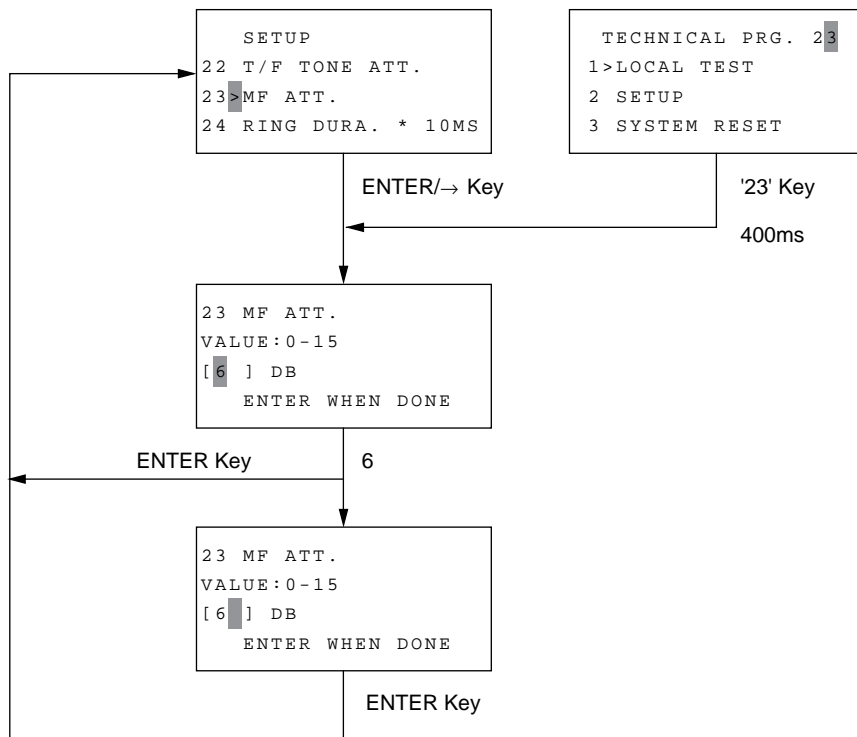 SETUP
22 T/F TONE ATT.
23>MF ATT.
24 RING DURA. * 10MS
TECHNICAL PRG. 23
1>LOCAL TEST
2 SETUP
3 SYSTEM RESET
ENTER/→ Key
'23' Key
400ms
23 MF ATT.
VALUE:0-15
[6 ] DB
ENTER WHEN DONE
ENTER Key
6
23 MF ATT.
VALUE:0-15
[6 ] DB
ENTER WHEN DONE
ENTER Key